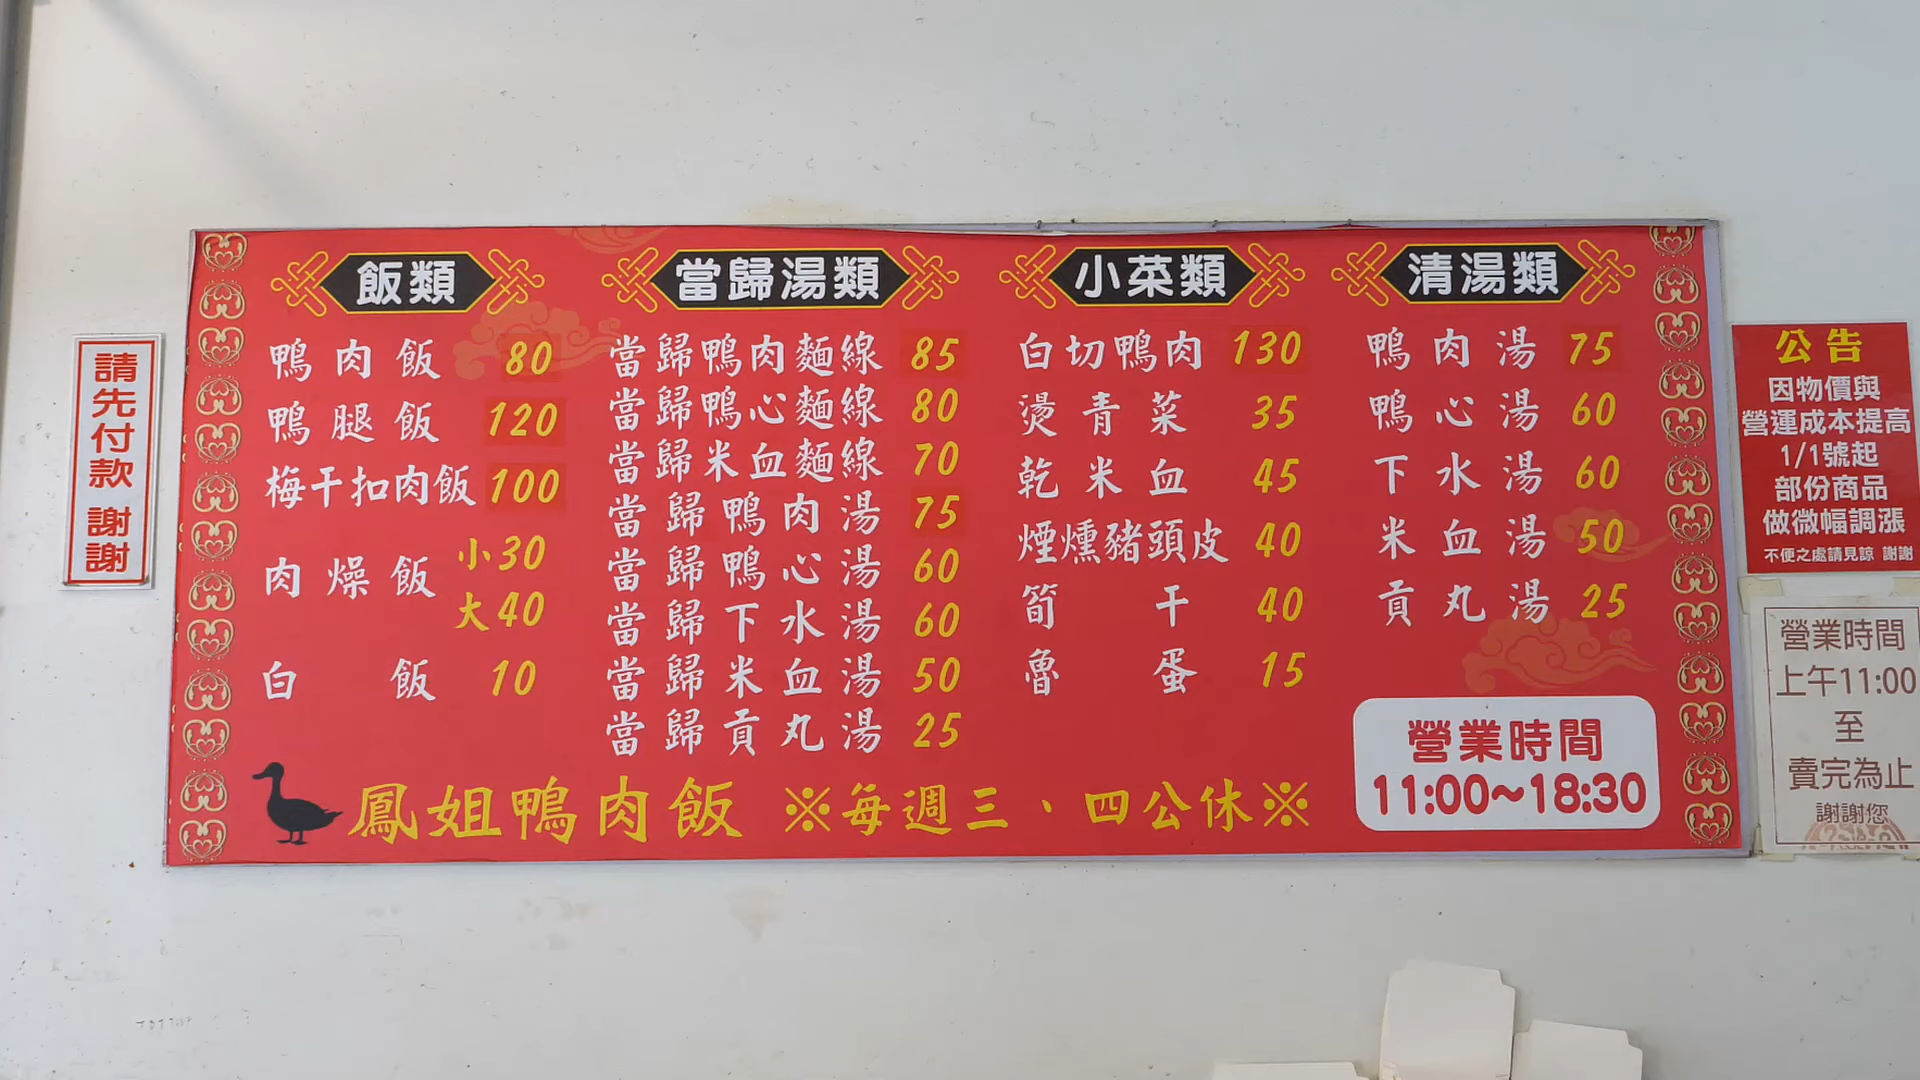 請先付款 謝謝
飯類
鴨肉飯 80
鴨腿飯 120
梅干扣肉飯 100
肉燥飯 小30
大40
白飯 10
當歸湯類
當歸鴨肉麵線 85
當歸鴨心麵線 80
當歸米血麵線 70
當歸鴨肉湯 75
當歸鴨心湯 60
當歸下水湯 60
當歸米血湯 50
當歸貢丸湯 25
小菜類
白切鴨肉 130
燙青菜 35
乾米血 45
煙燻豬頭皮 40
筍干 40
魯蛋 15
清湯類
鴨肉湯 75
鴨心湯 60
下水湯 60
米血湯 50
貢丸湯 25
營業時間
11:00~18:30
鳳姐鴨肉飯 ※每週三、四公休※
公告
因物價與
營運成本提高
1/1號起
部份商品
做微幅調漲
不便之處請見諒 謝謝
營業時間
上午11:00
至
賣完為止
謝謝您